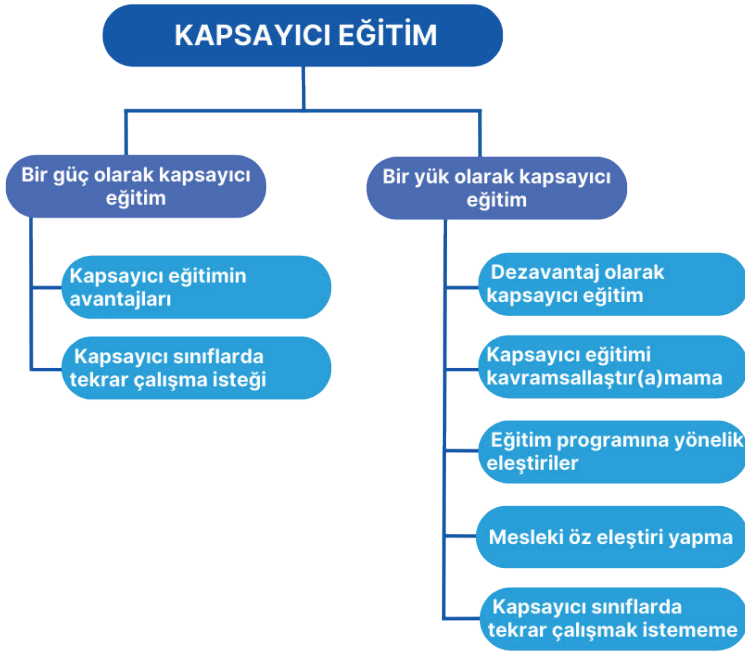 KAPSAYICI EĞİTİM
Bir güç olarak kapsayıcı
eğitim
Kapsayıcı eğitimin
avantajları
Kapsayıcı sınıflarda
tekrar çalışma isteği
Bir yük olarak kapsayıcı
eğitim
Dezavantaj olarak
kapsayıcı eğitim
Kapsayıcı eğitimi
kavramsallaştır(a)mama
Eğitim programına yönelik
eleştiriler
Mesleki öz eleştiri yapma
Kapsayıcı sınıflarda
tekrar çalışmak istememe